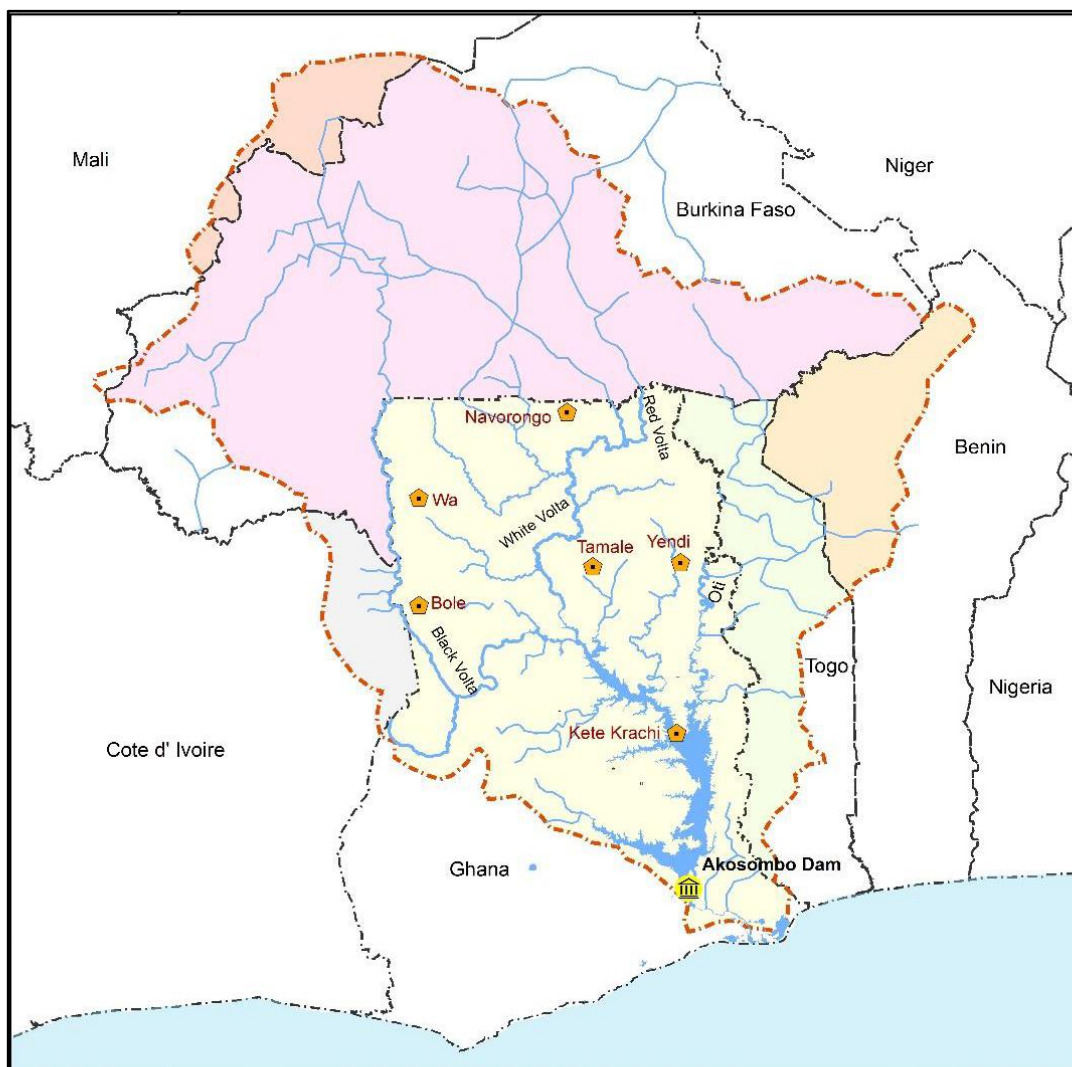 Mali
Niger
Burkina Faso
Navorongo
Red Volta
Benin
Wa
White Volta
Tamale
Yendi
Oti
Bole
Black Volta
Togo
Nigeria
Kete Krachi
Cote d' Ivoire
Ghana
Akosombo Dam